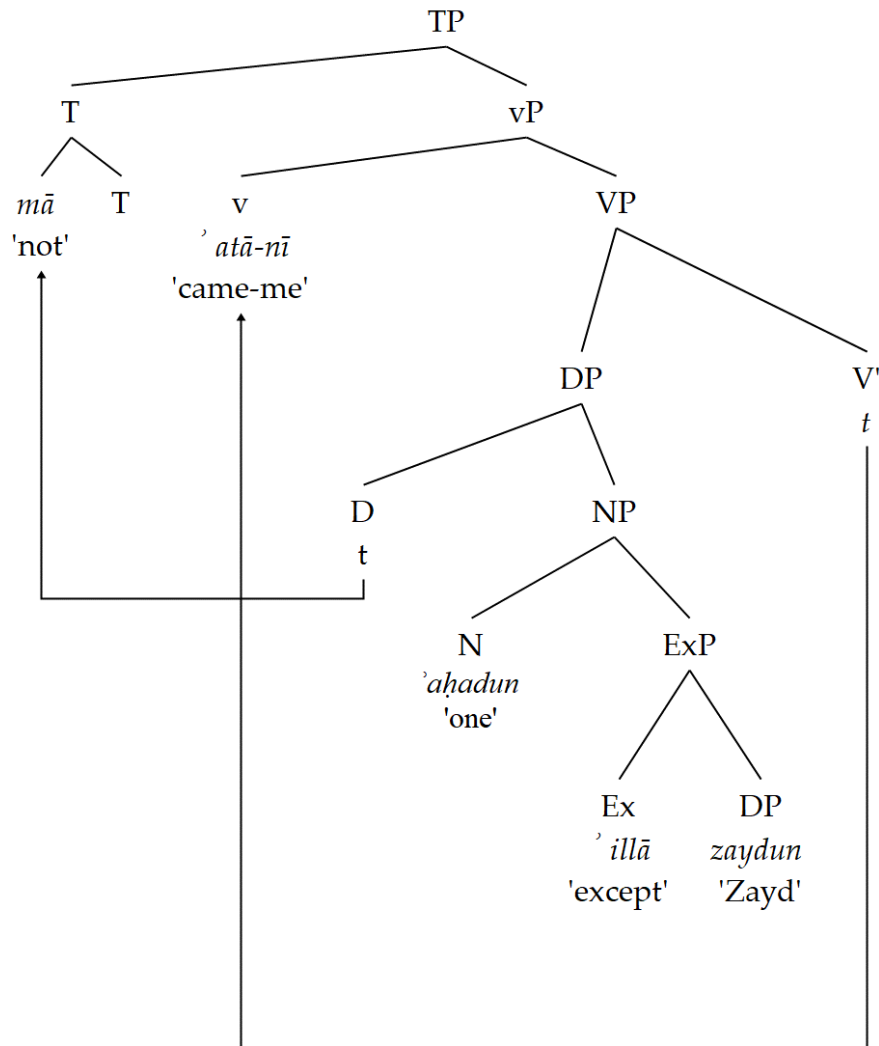 TP
T vP
mā T v VP
'not' ʾatā-nī
'came-me'
DP V'
t
D NP
t
N ExP
ʾaḥadun
'one'
Ex DP
ʾillā zaydun
'except' 'Zayd'